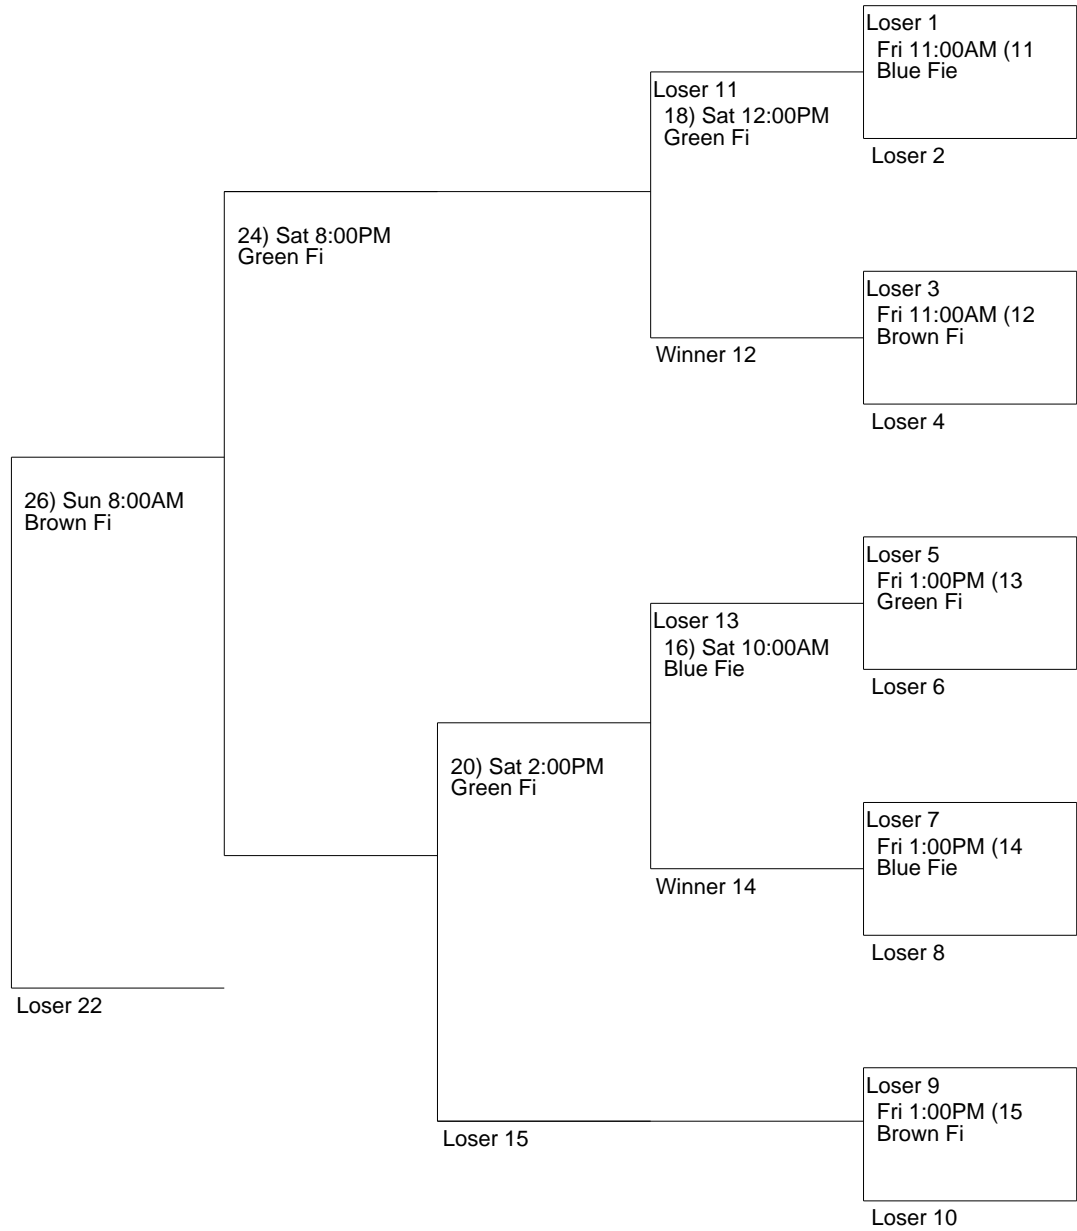 Loser 1
Fri 11:00AM (11
Blue Fie
Loser 11
18) Sat 12:00PM
Green Fi
Loser 2
24) Sat 8:00PM
Green Fi
Loser 3
Fri 11:00AM (12
Brown Fi
Winner 12
Loser 4
26) Sun 8:00AM
Brown Fi
Loser 5
Fri 1:00PM (13
Green Fi
Loser 13
16) Sat 10:00AM
Blue Fie
Loser 6
20) Sat 2:00PM
Green Fi
Loser 7
Fri 1:00PM (14
Blue Fie
Winner 14
Loser 8
Loser 22
Loser 9
Fri 1:00PM (15
Brown Fi
Loser 15
Loser 10